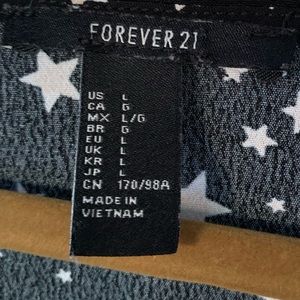 FOREVER 21
US L
CA G
MX L/G
BR G
EU L
UK L
KR L
JP L
CN 170/98A
MADE IN
VIETNAM